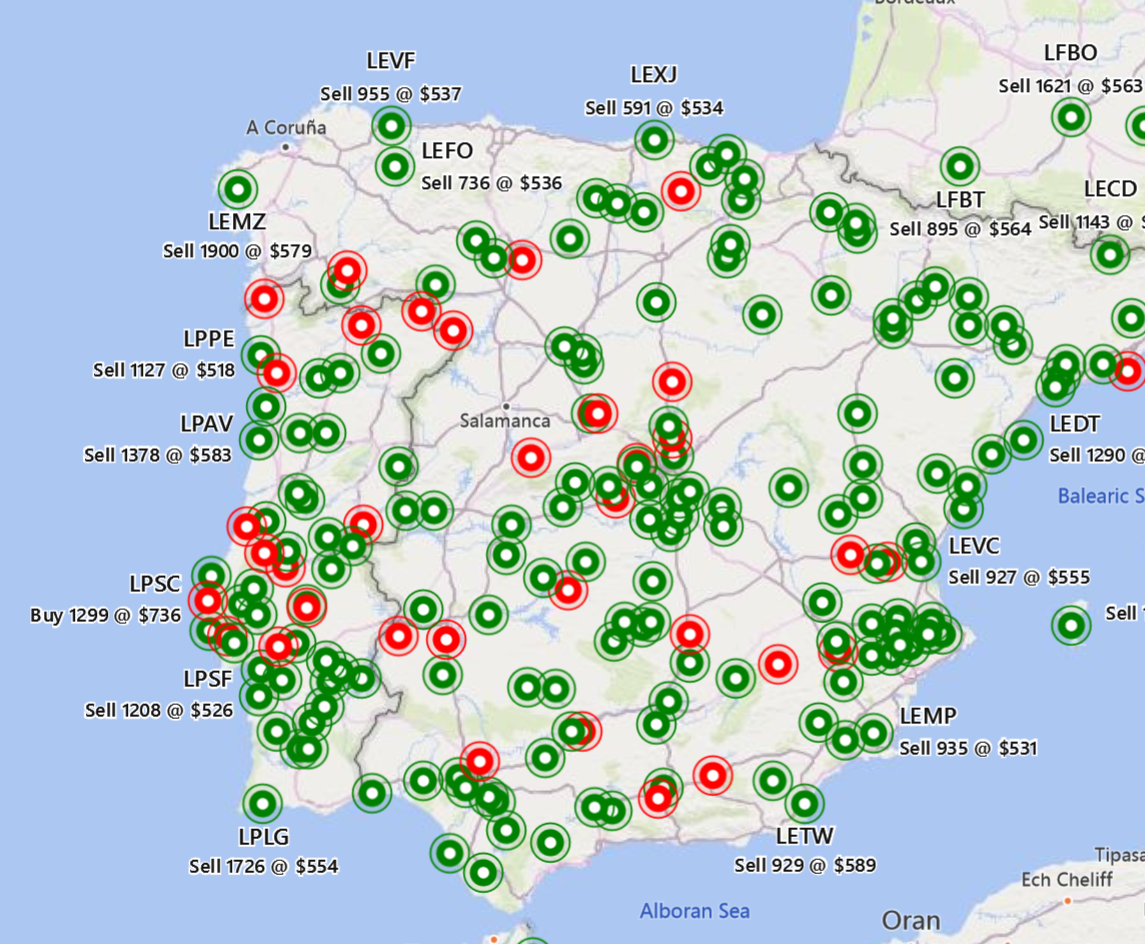 Bordeaux
LEVF
Sell 955 @ $537
LEXJ
Sell 591 @ $534
LFBO
Sell 1621 @ $563
A Coruña
LEFO
Sell 736 @ $536
LEMZ
Sell 1900 @ $579
LFBT
Sell 895 @ $564
LECD
Sell 1143 @ $
LPPE
Sell 1127 @ $518
LPAV
Sell 1378 @ $583
Salamanca
LEDT
Sell 1290 @
Balearic S
LEVC
Sell 927 @ $555
LPSC
Buy 1299 @ $736
Sell
LPSF
Sell 1208 @ $526
LEMP
Sell 935 @ $531
LPLG
Sell 1726 @ $554
LETW
Sell 929 @ $589
Tipasa
Ech Cheliff
Alboran Sea
Oran